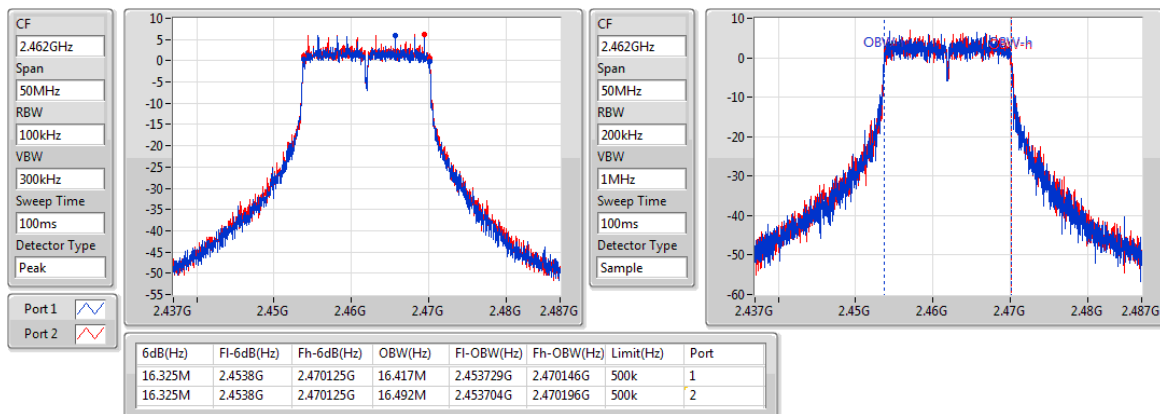 CF
2.462GHz
Span
50MHz
RBW
100kHz
VBW
300kHz
Sweep Time
100ms
Detector Type
Peak
Port 1
Port 2
10
5
0
-5
-10
-15
-20
-25
-30
-35
-40
-45
-50
-55
2.437G 2.45G 2.46G 2.47G 2.48G 2.487G
CF
2.462GHz
Span
50MHz
RBW
200kHz
VBW
1MHz
Sweep Time
100ms
Detector Type
Sample
10
0
-10
-20
-30
-40
-50
-60
OBW-h
2.437G 2.45G 2.46G 2.47G 2.48G 2.487G
6dB(Hz) Fl-6dB(Hz) Fh-6dB(Hz) OBW(Hz) Fl-OBW(Hz) Fh-OBW(Hz) Limit(Hz) Port
16.325M 2.4538G 2.470125G 16.417M 2.453729G 2.470146G 500k 1
16.325M 2.4538G 2.470125G 16.492M 2.453704G 2.470196G 500k 2